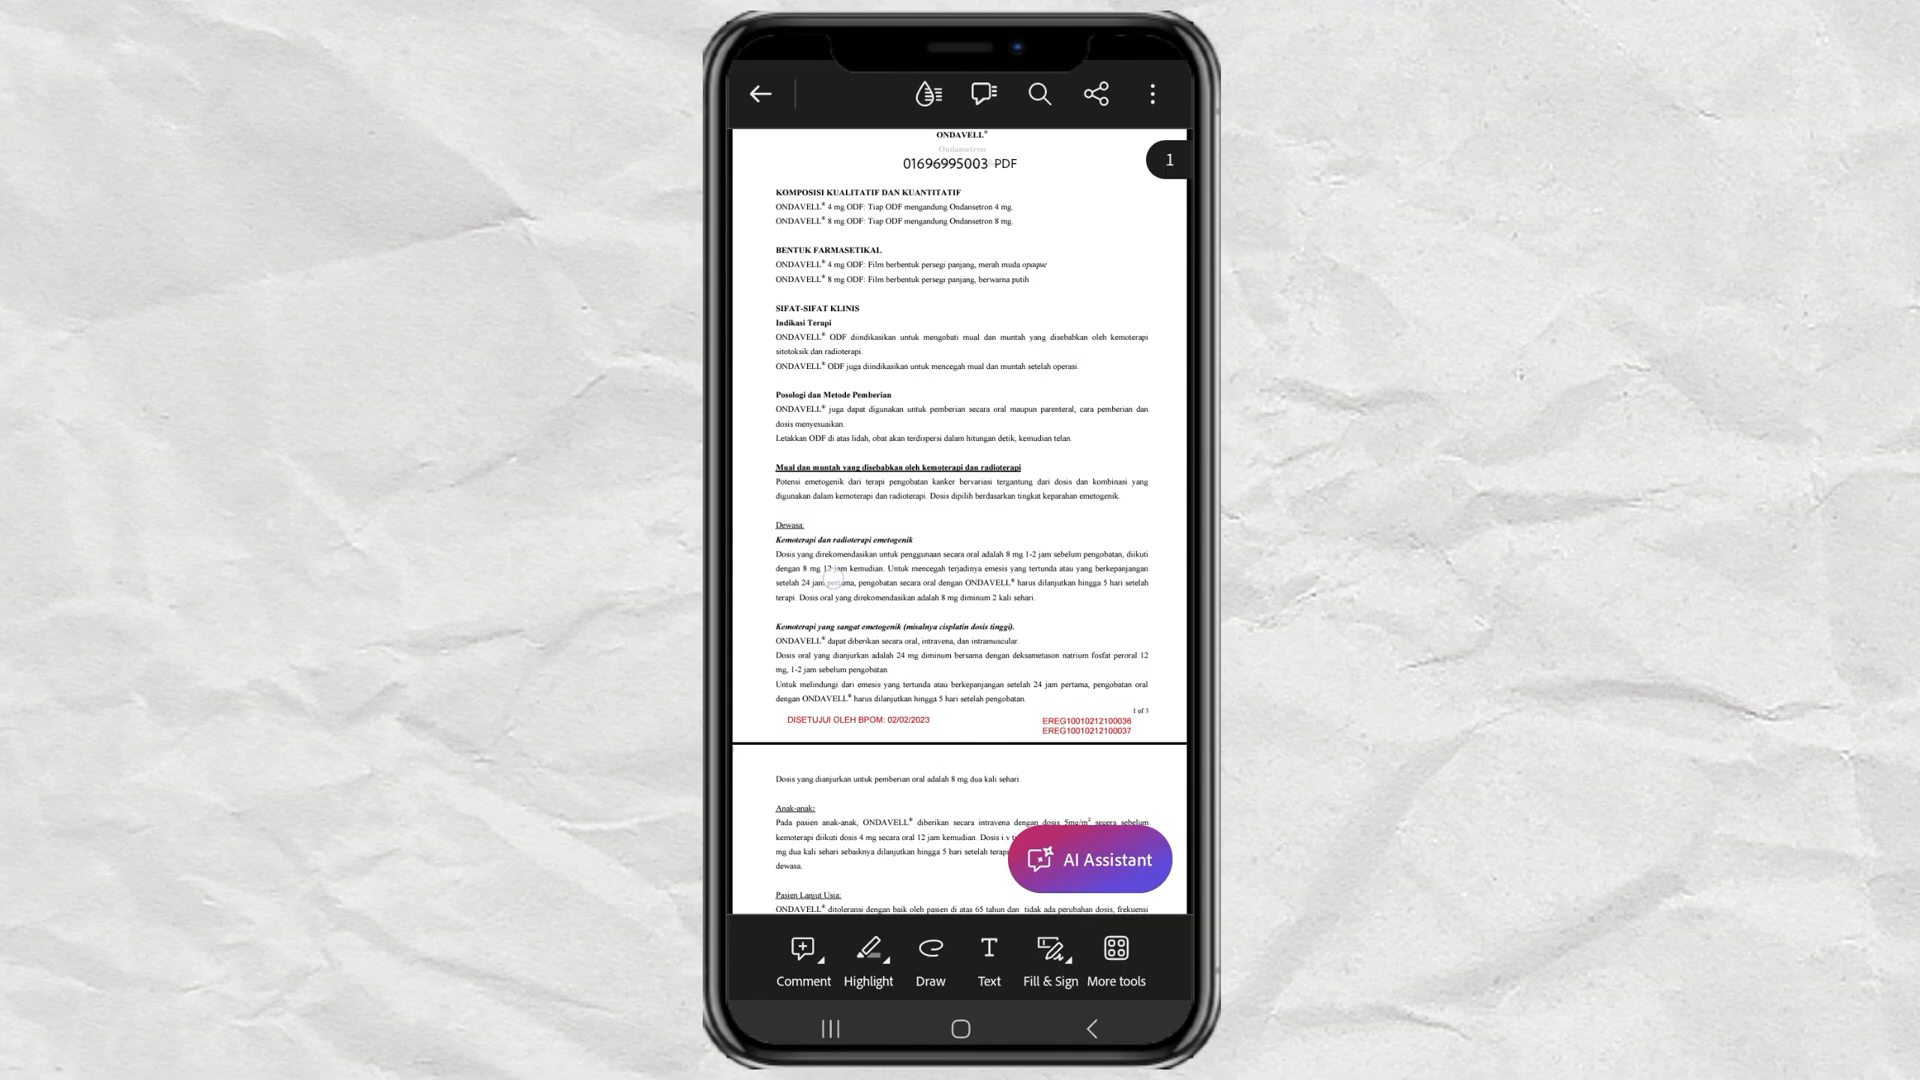 ONDAVELL®
Ondansetron
01696995003 PDF
1
KOMPOSISI KUALITATIF DAN KUANTITATIF
ONDAVELL® 4 mg ODF: Tiap ODF mengandung Ondansetron 4 mg.
ONDAVELL® 8 mg ODF: Tiap ODF mengandung Ondansetron 8 mg.
BENTUK FARMASETIKAL
ONDAVELL® 4 mg ODF: Film berbentuk persegi panjang, merah muda opaque
ONDAVELL® 8 mg ODF: Film berbentuk persegi panjang, berwarna putih
SIFAT-SIFAT KLINIS
Indikasi Terapi
ONDAVELL® ODF diindikasikan untuk mengobati mual dan muntah yang disebabkan oleh kemoterapi
sitotoksik dan radioterapi.
ONDAVELL® ODF juga diindikasikan untuk mencegah mual dan muntah setelah operasi.
Posologi dan Metode Pemberian
ONDAVELL® juga dapat digunakan untuk pemberian secara oral maupun parenteral, cara pemberian dan
dosis menyesuaikan.
Letakkan ODF di atas lidah, obat akan terdispersi dalam hitungan detik, kemudian telan.
Mual dan muntah yang disebabkan oleh kemoterapi dan radioterapi
Potensi emetogenik dari terapi pengobatan kanker bervariasi tergantung dari dosis dan kombinasi yang
digunakan dalam kemoterapi dan radioterapi. Dosis dipilih berdasarkan tingkat keparahan emetogenik.
Dewasa:
Kemoterapi dan radioterapi emetogenik
Dosis yang direkomendasikan untuk penggunaan secara oral adalah 8 mg 1-2 jam sebelum pengobatan, diikuti
dengan 8 mg 12 jam kemudian. Untuk mencegah terjadinya emesis yang tertunda atau yang berkepanjangan
setelah 24 jam pertama, pengobatan secara oral dengan ONDAVELL® harus dilanjutkan hingga 5 hari setelah
terapi. Dosis oral yang direkomendasikan adalah 8 mg diminum 2 kali sehari.
Kemoterapi yang sangat emetogenik (misalnya cisplatin dosis tinggi).
ONDAVELL® dapat diberikan secara oral, intravena, dan intramuscular.
Dosis oral yang dianjurkan adalah 24 mg diminum bersama dengan deksametason natrium fosfat peroral 12
mg, 1-2 jam sebelum pengobatan.
Untuk melindungi dari emesis yang tertunda atau berkepanjangan setelah 24 jam pertama, pengobatan oral
dengan ONDAVELL® harus dilanjutkan hingga 5 hari setelah pengobatan.
1 of 3
DISETUJUI OLEH BPOM: 02/02/2023
EREG10010212100036
EREG10010212100037
Dosis yang dianjurkan untuk pemberian oral adalah 8 mg dua kali sehari.
Anak-anak:
Pada pasien anak-anak, ONDAVELL® diberikan secara intravena dengan dosis 5mg/m² segera sebelum
kemoterapi diikuti dosis 4 mg secara oral 12 jam kemudian. Dosis i.v
mg dua kali sehari sebaiknya dilanjutkan hingga 5 hari setelah
dewasa.
AI Assistant
Pasien Lanjut Usia:
ONDAVELL® ditoleransi dengan baik oleh pasien di atas 65 tahun dan tidak ada perubahan dosis, frekuensi
Comment
Highlight
Draw
Text
Fill & Sign
More tools